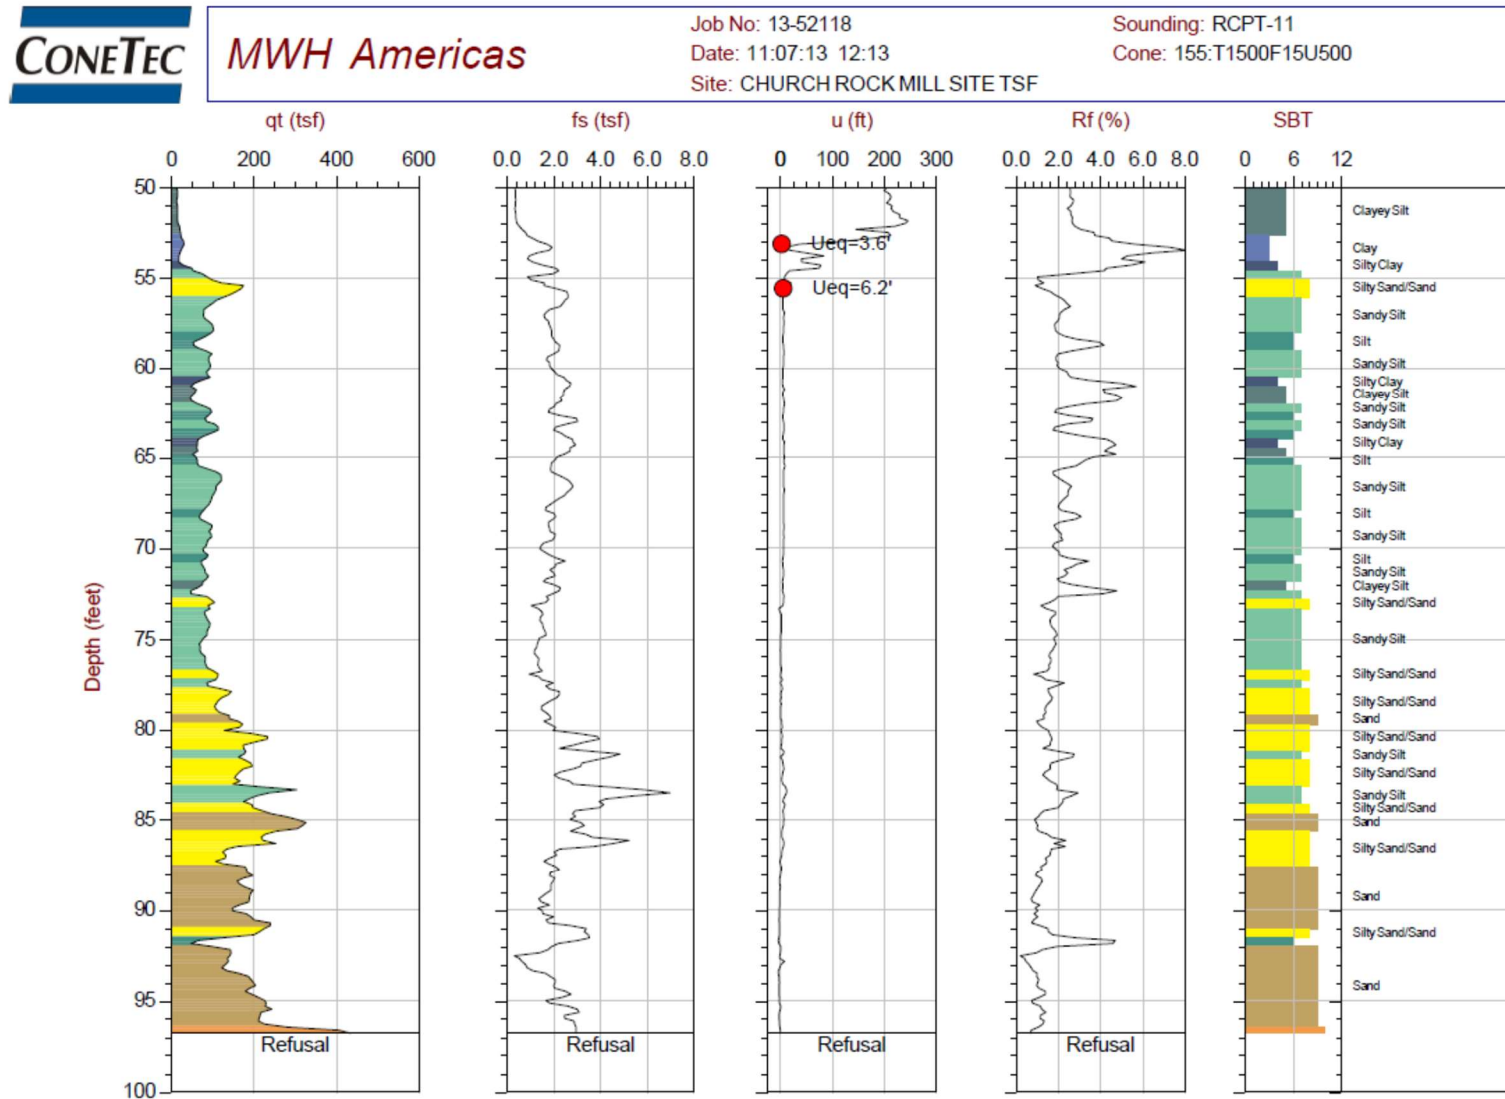 CONETEC
MWH Americas
Job No: 13-52118
Date: 11:07:13 12:13
Site: CHURCH ROCK MILL SITE TSF
Sounding: RCPT-11
Cone: 155:T1500F15U500
qt (tsf)
fs (tsf)
u (ft)
Rf (%)
SBT
0 200 400 600
0.0 2.0 4.0 6.0 8.0
0 100 200 300
0.0 2.0 4.0 6.0 8.0
0 6 12
Depth (feet)
50
55
60
65
70
75
80
85
90
95
100
Ueq=3.6'
Ueq=6.2'
Clayey Silt
Clay
Silty Clay
Silty Sand/Sand
Sandy Silt
Silt
Sandy Silt
Silty Clay
Clayey Silt
Sandy Silt
Sandy Silt
Silty Clay
Silt
Sandy Silt
Silt
Sandy Silt
Silt
Sandy Silt
Clayey Silt
Silty Sand/Sand
Sandy Silt
Silty Sand/Sand
Silty Sand/Sand
Sand
Silty Sand/Sand
Sandy Silt
Silty Sand/Sand
Sandy Silt
Silty Sand/Sand
Sand
Silty Sand/Sand
Sand
Silty Sand/Sand
Sand
Refusal
Refusal
Refusal
Refusal